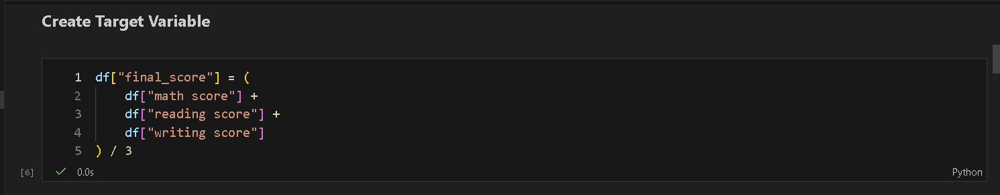 Create Target Variable
1 df["final_score"] = (
2     df["math score"] +
3     df["reading score"] +
4     df["writing score"]
5 ) / 3
[6] ✓ 0.0s Python